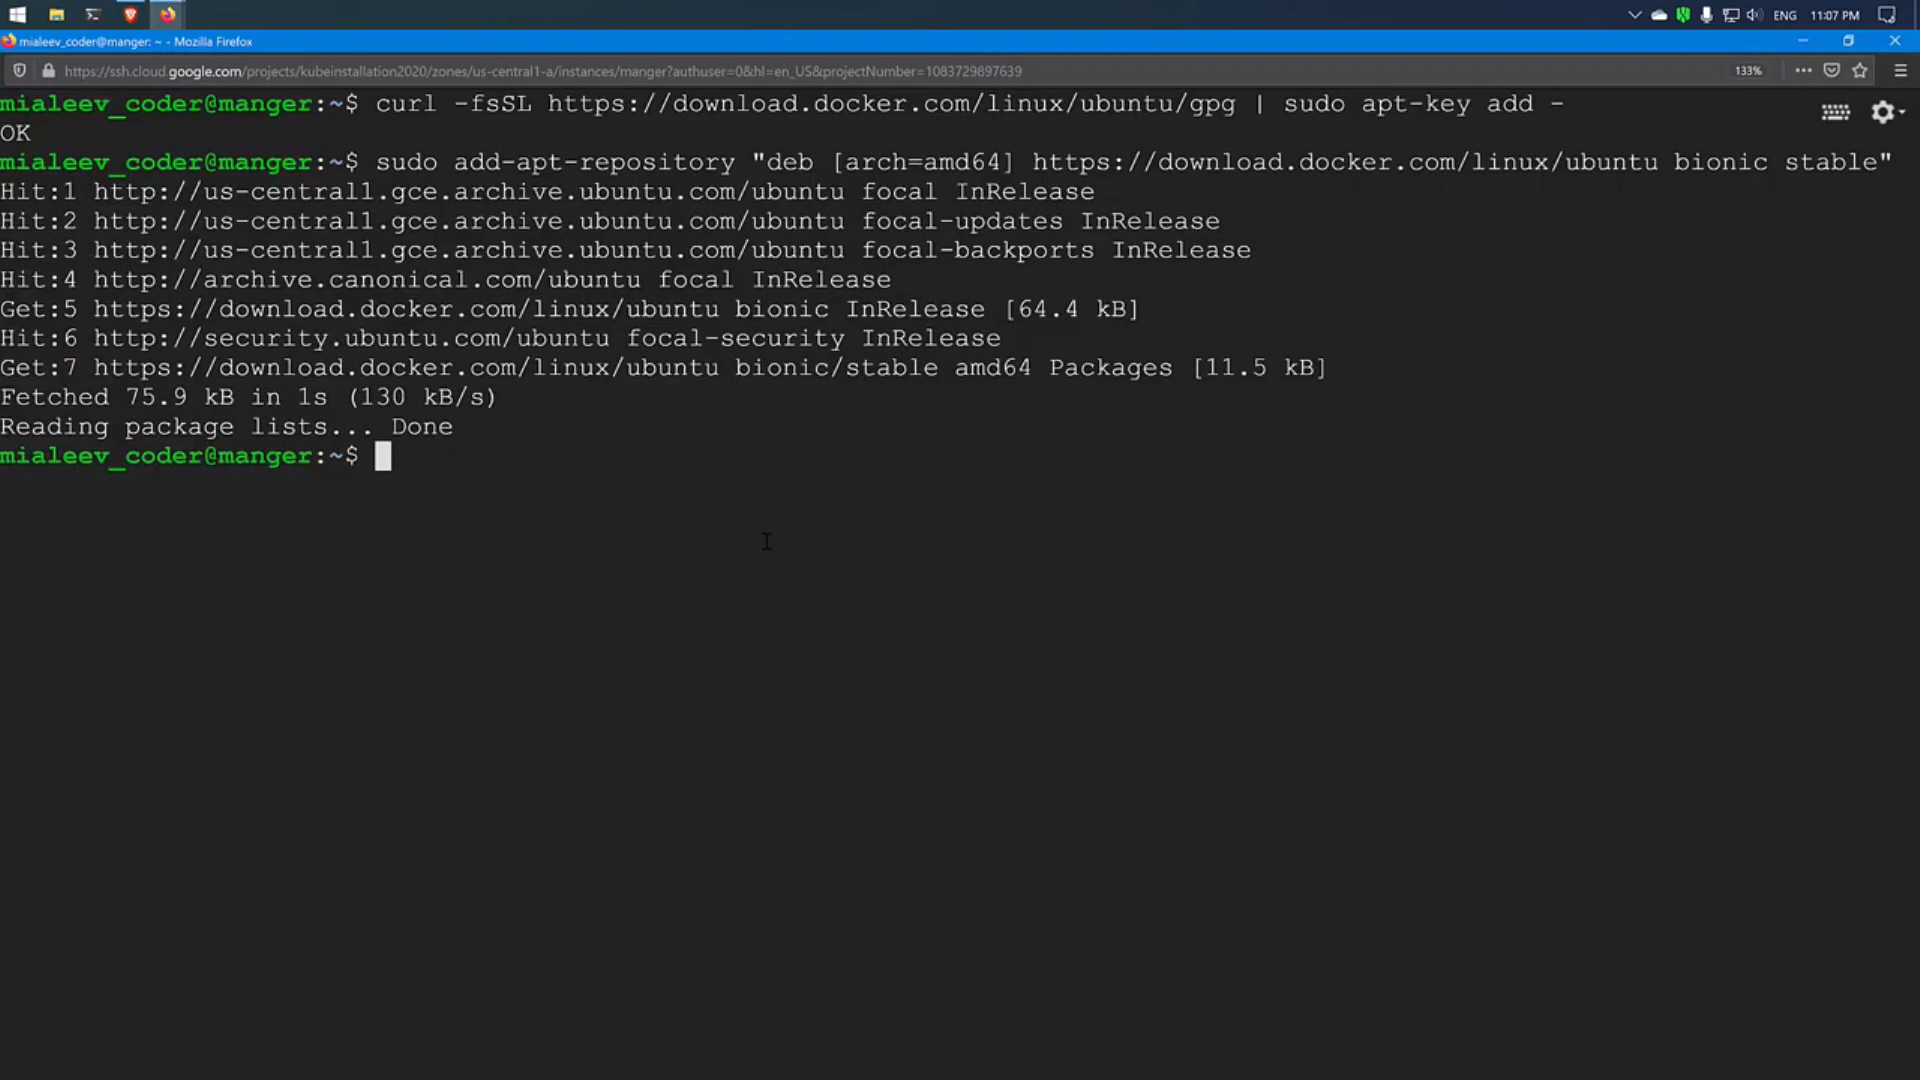 ENG 11:07 PM
mialeev_coder@manger: ~ - Mozilla Firefox
https://ssh.cloud.google.com/projects/kubeinstallation2020/zones/us-central1-a/instances/manger?authuser=0&hl=en_US&projectNumber=1083729897639 133%
mialeev_coder@manger:~$ curl -fsSL https://download.docker.com/linux/ubuntu/gpg | sudo apt-key add -
OK
mialeev_coder@manger:~$ sudo add-apt-repository "deb [arch=amd64] https://download.docker.com/linux/ubuntu bionic stable"
Hit:1 http://us-central1.gce.archive.ubuntu.com/ubuntu focal InRelease
Hit:2 http://us-central1.gce.archive.ubuntu.com/ubuntu focal-updates InRelease
Hit:3 http://us-central1.gce.archive.ubuntu.com/ubuntu focal-backports InRelease
Hit:4 http://archive.canonical.com/ubuntu focal InRelease
Get:5 https://download.docker.com/linux/ubuntu bionic InRelease [64.4 kB]
Hit:6 http://security.ubuntu.com/ubuntu focal-security InRelease
Get:7 https://download.docker.com/linux/ubuntu bionic/stable amd64 Packages [11.5 kB]
Fetched 75.9 kB in 1s (130 kB/s)
Reading package lists... Done
mialeev_coder@manger:~$